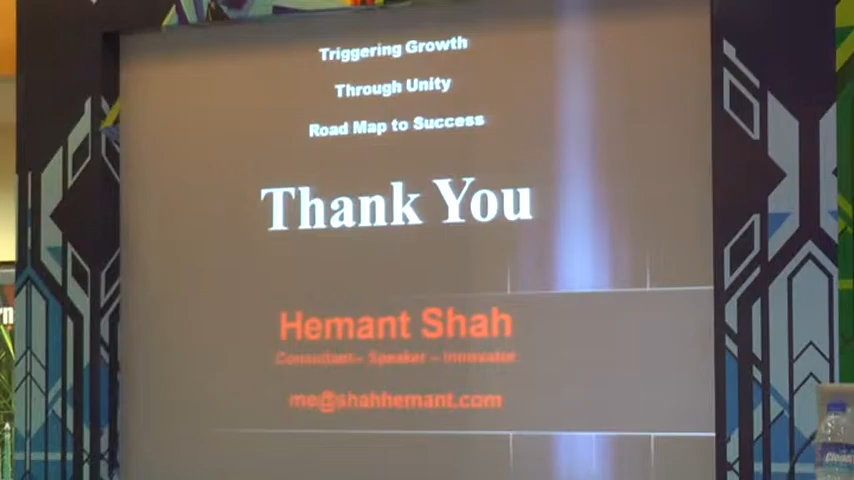 Triggering Growth
Through Unity
Road Map to Success
Thank You
Hemant Shah
Consultant– Speaker – Innovator
me@shahhemant.com